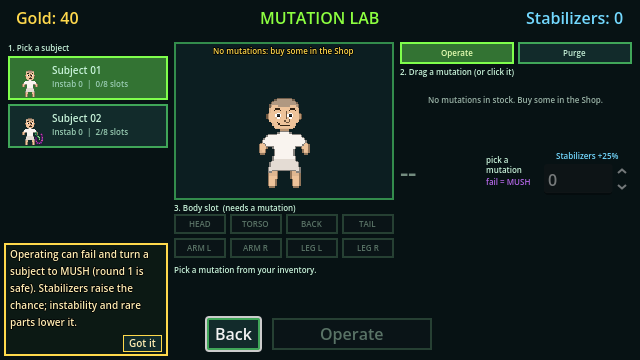 Gold: 40
MUTATION LAB
Stabilizers: 0
1. Pick a subject
Subject 01
Instab 0 | 0/8 slots
Subject 02
Instab 0 | 2/8 slots
No mutations: buy some in the Shop
Operate
Purge
2. Drag a mutation (or click it)
No mutations in stock. Buy some in the Shop.
--
pick a
mutation
fail = MUSH
Stabilizers +25%
0
3. Body slot (needs a mutation)
HEAD
TORSO
BACK
TAIL
ARM L
ARM R
LEG L
LEG R
Pick a mutation from your inventory.
Operating can fail and turn a
subject to MUSH (round 1 is
safe). Stabilizers raise the
chance; instability and rare
parts lower it.
Got it
Back
Operate